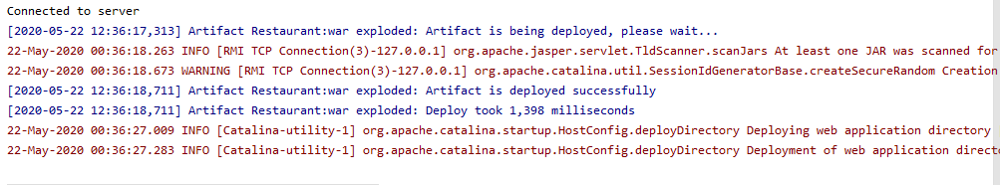 Connected to server
[2020-05-22 12:36:17,313] Artifact Restaurant:war exploded: Artifact is being deployed, please wait...
22-May-2020 00:36:18.263 INFO [RMI TCP Connection(3)-127.0.0.1] org.apache.jasper.servlet.TldScanner.scanJars At least one JAR was scanned for
22-May-2020 00:36:18.673 WARNING [RMI TCP Connection(3)-127.0.0.1] org.apache.catalina.util.SessionIdGeneratorBase.createSecureRandom Creation
[2020-05-22 12:36:18,711] Artifact Restaurant:war exploded: Artifact is deployed successfully
[2020-05-22 12:36:18,711] Artifact Restaurant:war exploded: Deploy took 1,398 milliseconds
22-May-2020 00:36:27.009 INFO [Catalina-utility-1] org.apache.catalina.startup.HostConfig.deployDirectory Deploying web application directory
22-May-2020 00:36:27.283 INFO [Catalina-utility-1] org.apache.catalina.startup.HostConfig.deployDirectory Deployment of web application direct